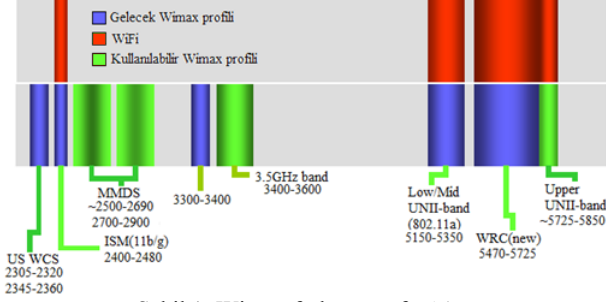 Gelecek Wimax profili
WiFi
Kullanılabilir Wimax profili
MMDS
~2500-2690
2700-2900
3300-3400
3.5GHz band
3400-3600
Low/Mid
UNII-band
(802.11a)
5150-5350
Upper
UNII-band
~5725-5850
WRC(new)
5470-5725
ISM(11b/g)
2400-2480
US WCS
2305-2320
2345-2360